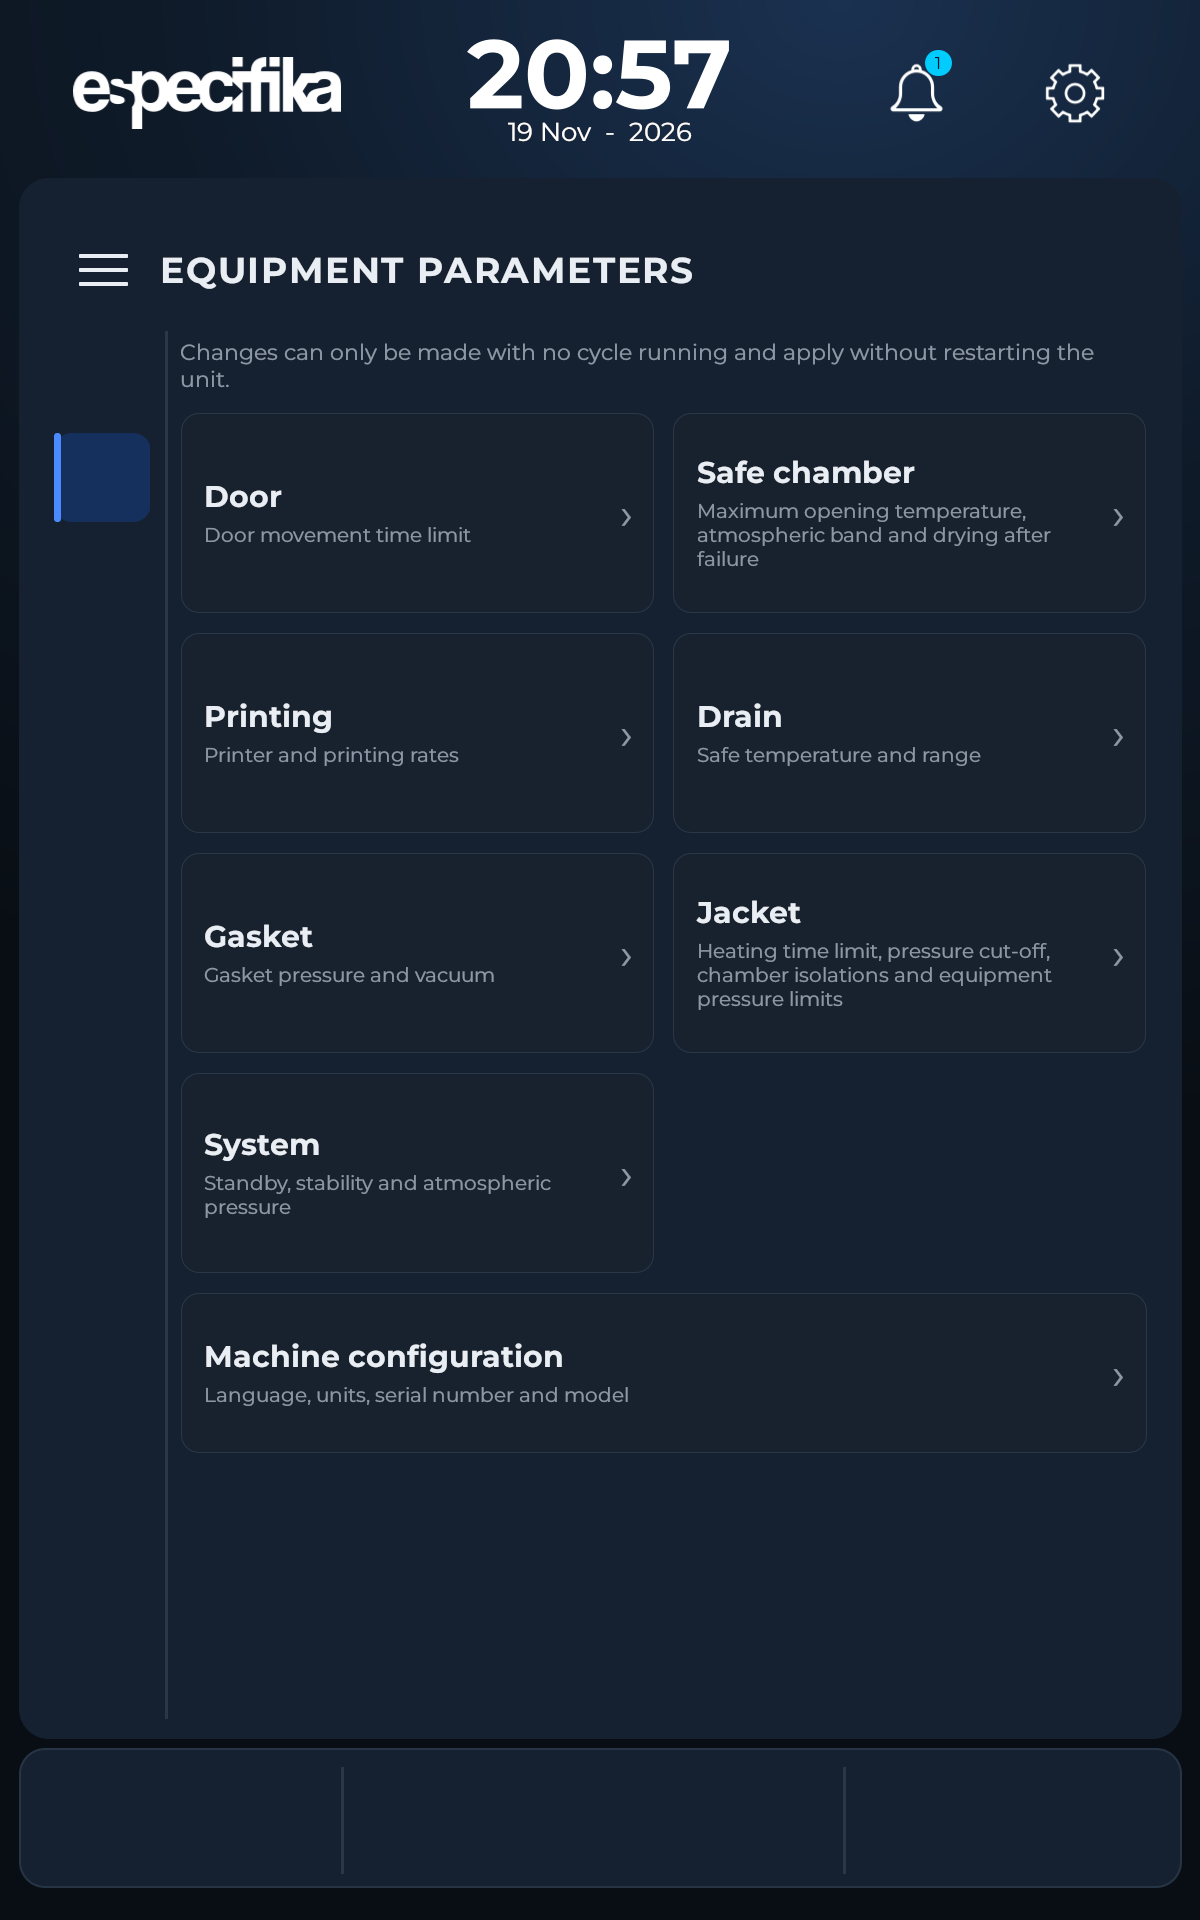 especifika
20:57
19 Nov - 2026
1
EQUIPMENT PARAMETERS
Changes can only be made with no cycle running and apply without restarting the
unit.
Door
Door movement time limit
›
Safe chamber
Maximum opening temperature,
atmospheric band and drying after
failure
›
Printing
Printer and printing rates
›
Drain
Safe temperature and range
›
Gasket
Gasket pressure and vacuum
›
Jacket
Heating time limit, pressure cut-off,
chamber isolations and equipment
pressure limits
›
System
Standby, stability and atmospheric
pressure
›
Machine configuration
Language, units, serial number and model
›